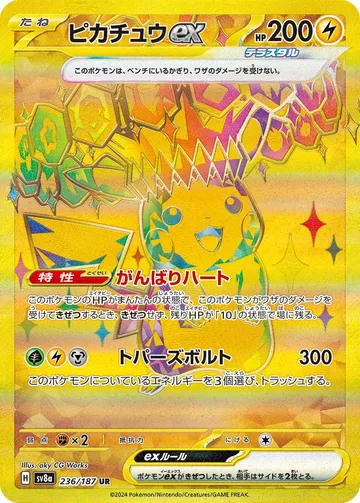 たね ピカチュウex HP200
テラスタル
このポケモンは、ベンチにいるかぎり、ワザのダメージを受けない。
特性 とくせい がんばりハート
このポケモンのHPがまんたんの状態で、このポケモンがワザのダメージを
受けてきぜつするとき、きぜつせず、残りHPが「10」の状態で場に残る。
トパーズボルト 300
このポケモンについているエネルギーを3個選び、トラッシュする。
弱点 ×2 抵抗力 にげる
Illus. aky CG Works
H sv8a 236/187 UR
exルール
ポケモンexがきぜつしたとき、相手はサイドを2枚とる。
©2024 Pokémon/Nintendo/Creatures/GAME FREAK.